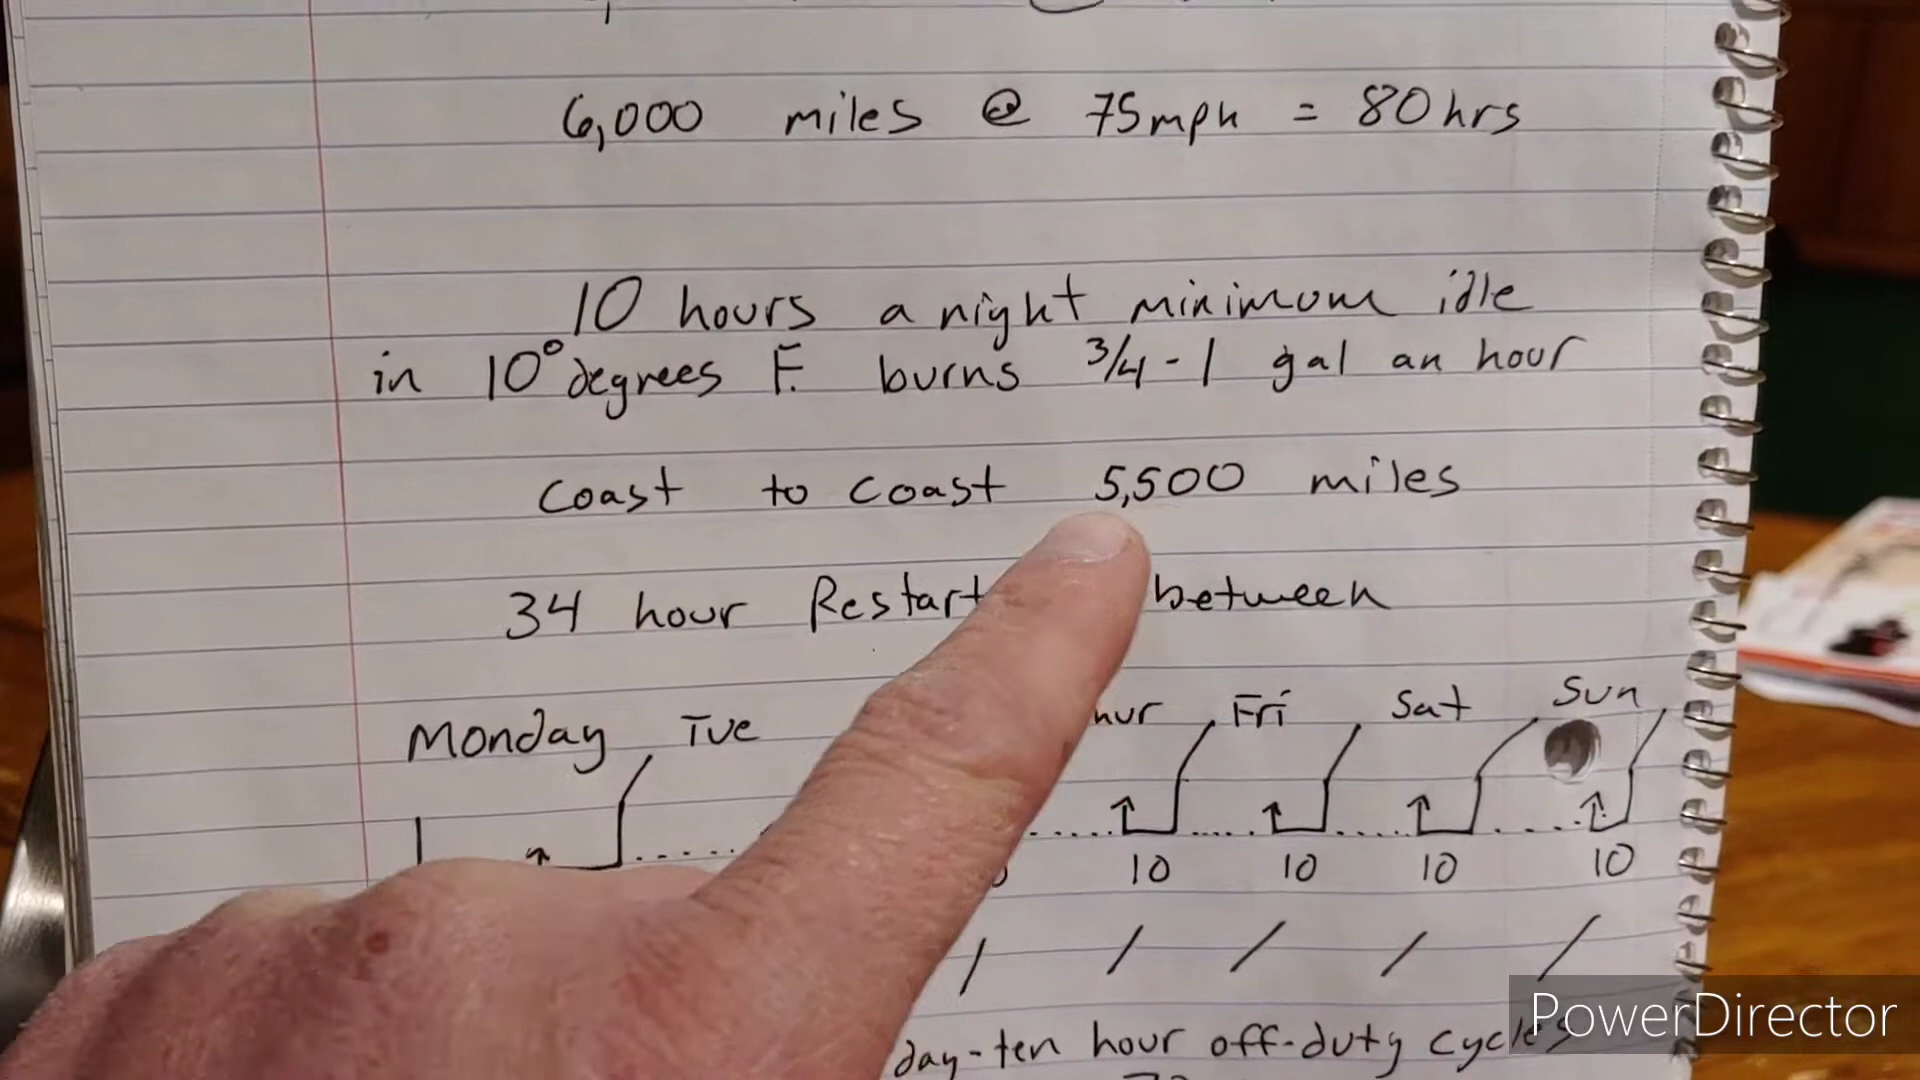 6,000 miles @ 75mph = 80hrs
10 hours a night minimum idle
in 10° degrees F. burns 3/4-1 gal an hour
Coast to coast 5,500 miles
34 hour Restart between
Monday Tue Fri Sat Sun
10 10 10 10
day-ten hour off-duty cycles
PowerDirector